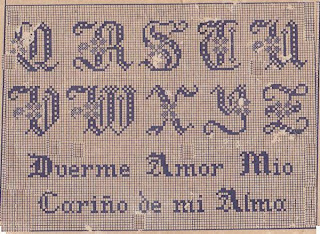 Q R S T U
V W X Y Z
Duerme Amor Mio
Cariño de mi Alma